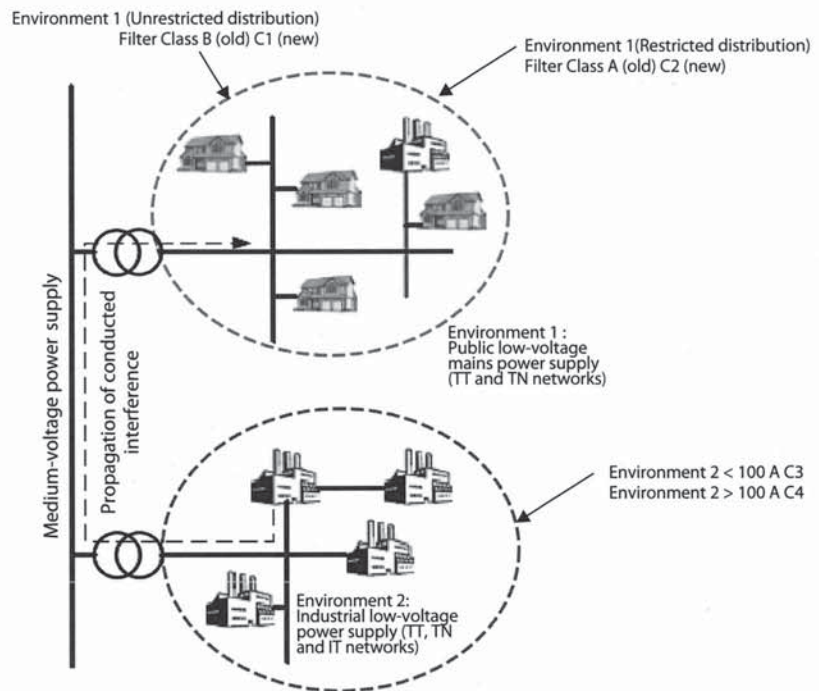 Environment 1 (Unrestricted distribution)
Filter Class B (old) C1 (new)
Environment 1(Restricted distribution)
Filter Class A (old) C2 (new)
Medium-voltage power supply
Propagation of conducted
interference
Environment 1 :
Public low-voltage
mains power supply
(TT and TN networks)
Environment 2 < 100 A C3
Environment 2 > 100 A C4
Environment 2:
Industrial low-voltage
power supply (TT, TN
and IT networks)